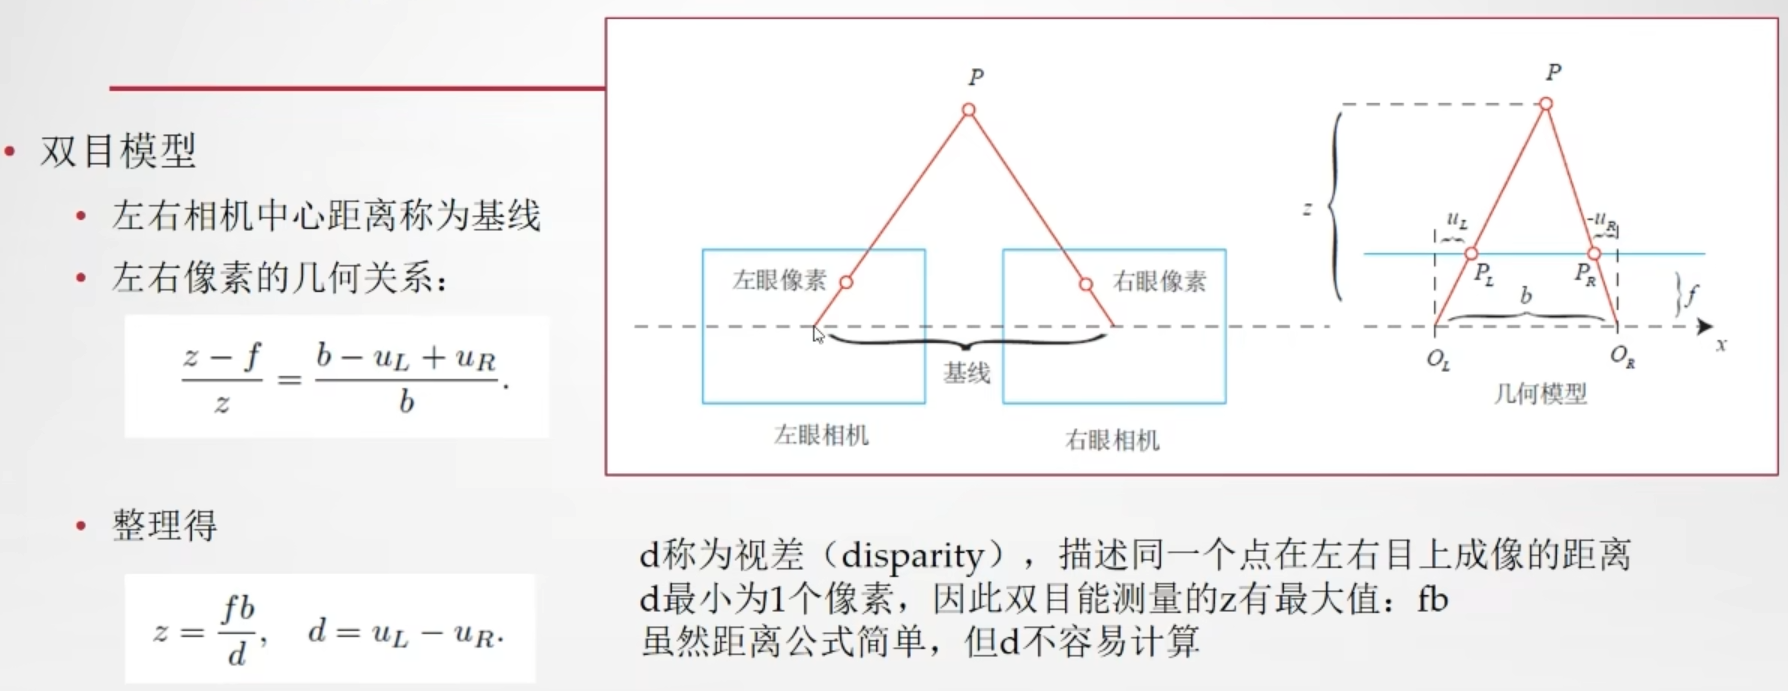 • 双目模型
• 左右相机中心距离称为基线
• 左右像素的几何关系：
\frac{z - f}{z} = \frac{b - u_L + u_R}{b}.
• 整理得
z = \frac{fb}{d}, d = u_L - u_R.
P
左眼像素
右眼像素
基线
左眼相机
右眼相机
P
z
u_L
-u_R
P_L
P_R
b
f
O_L
O_R
x
几何模型
d称为视差（disparity），描述同一个点在左右目上成像的距离
d最小为1个像素，因此双目能测量的z有最大值：fb
虽然距离公式简单，但d不容易计算